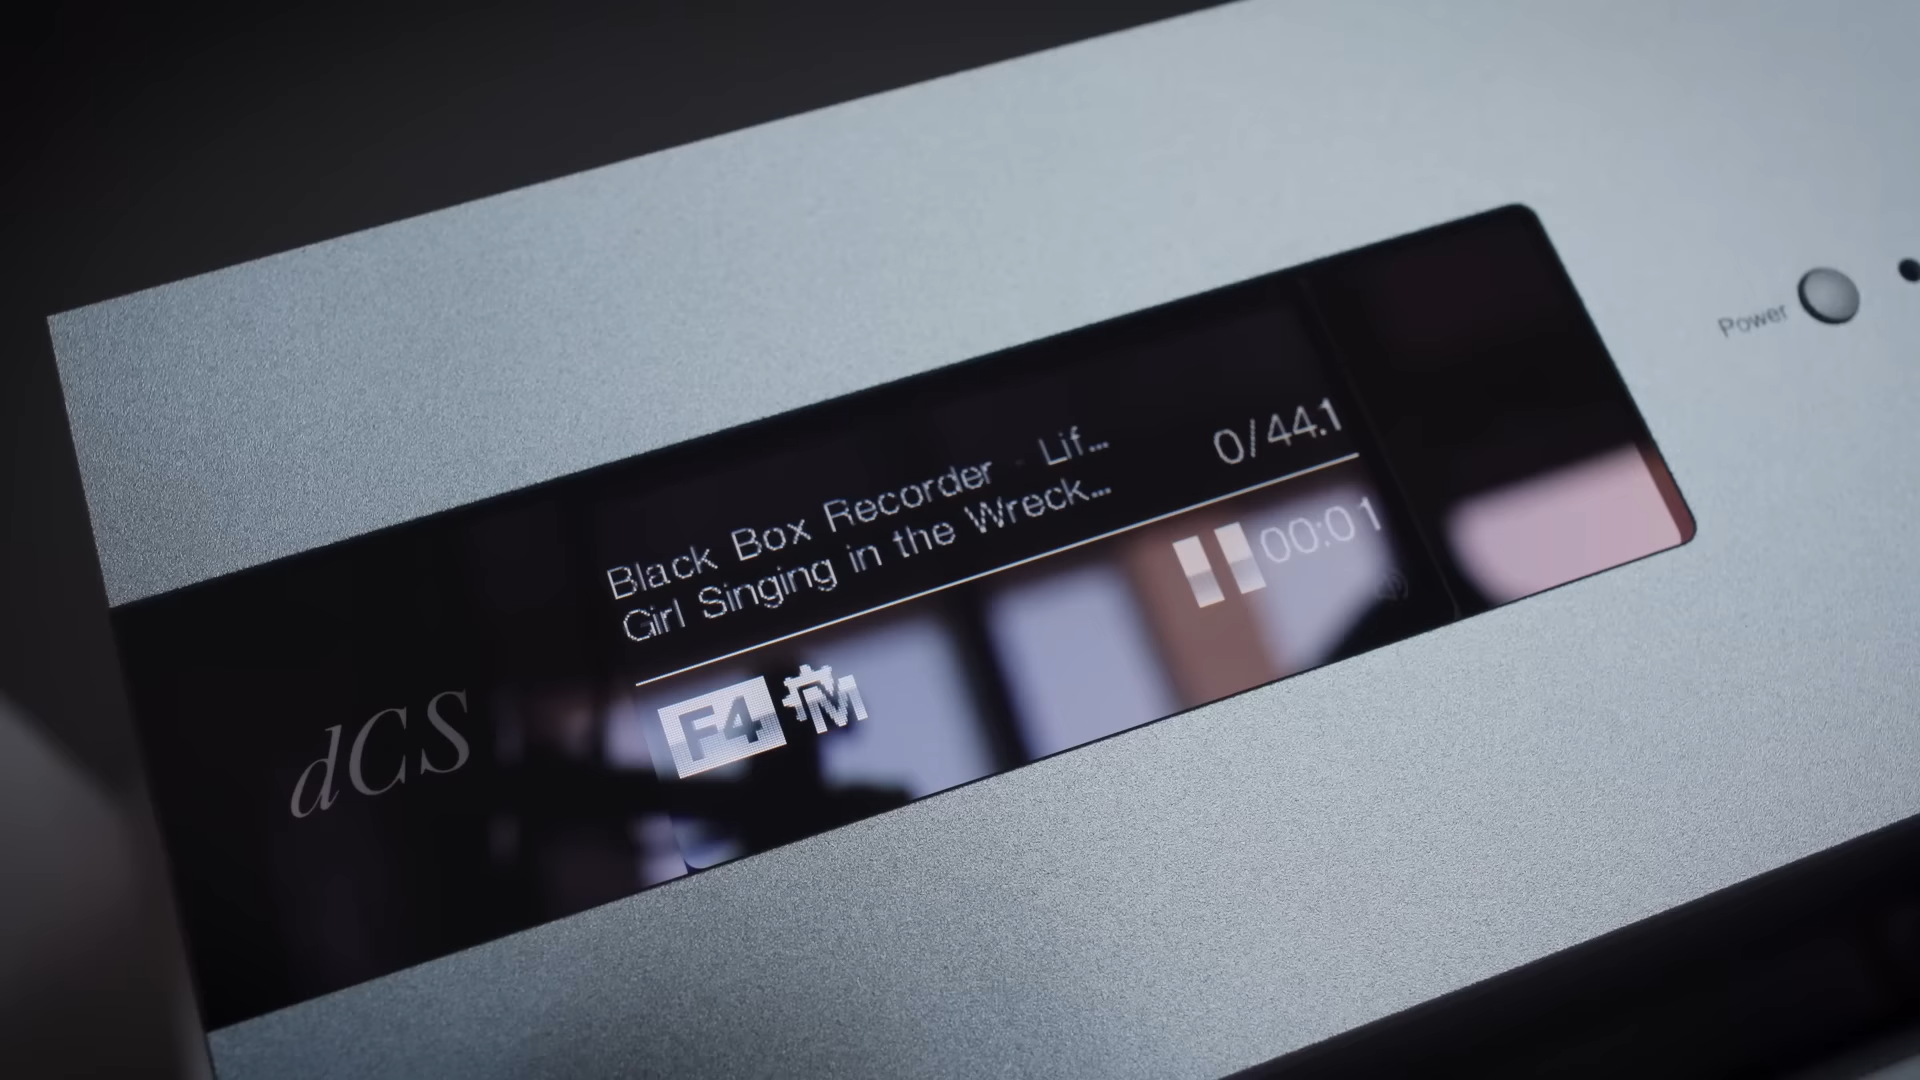 Power
Black Box Recorder - Lif...
0/44.1
Girl Singing in the Wreck...
00:01
F4 M
dCS